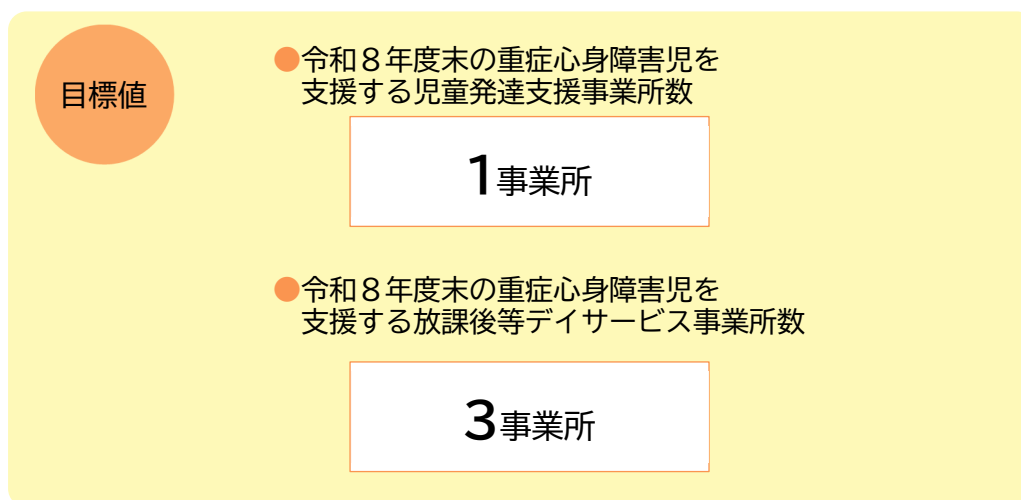 目標値
●令和８年度末の重症心身障害児を
支援する児童発達支援事業所数
1事業所
●令和８年度末の重症心身障害児を
支援する放課後等デイサービス事業所数
3事業所